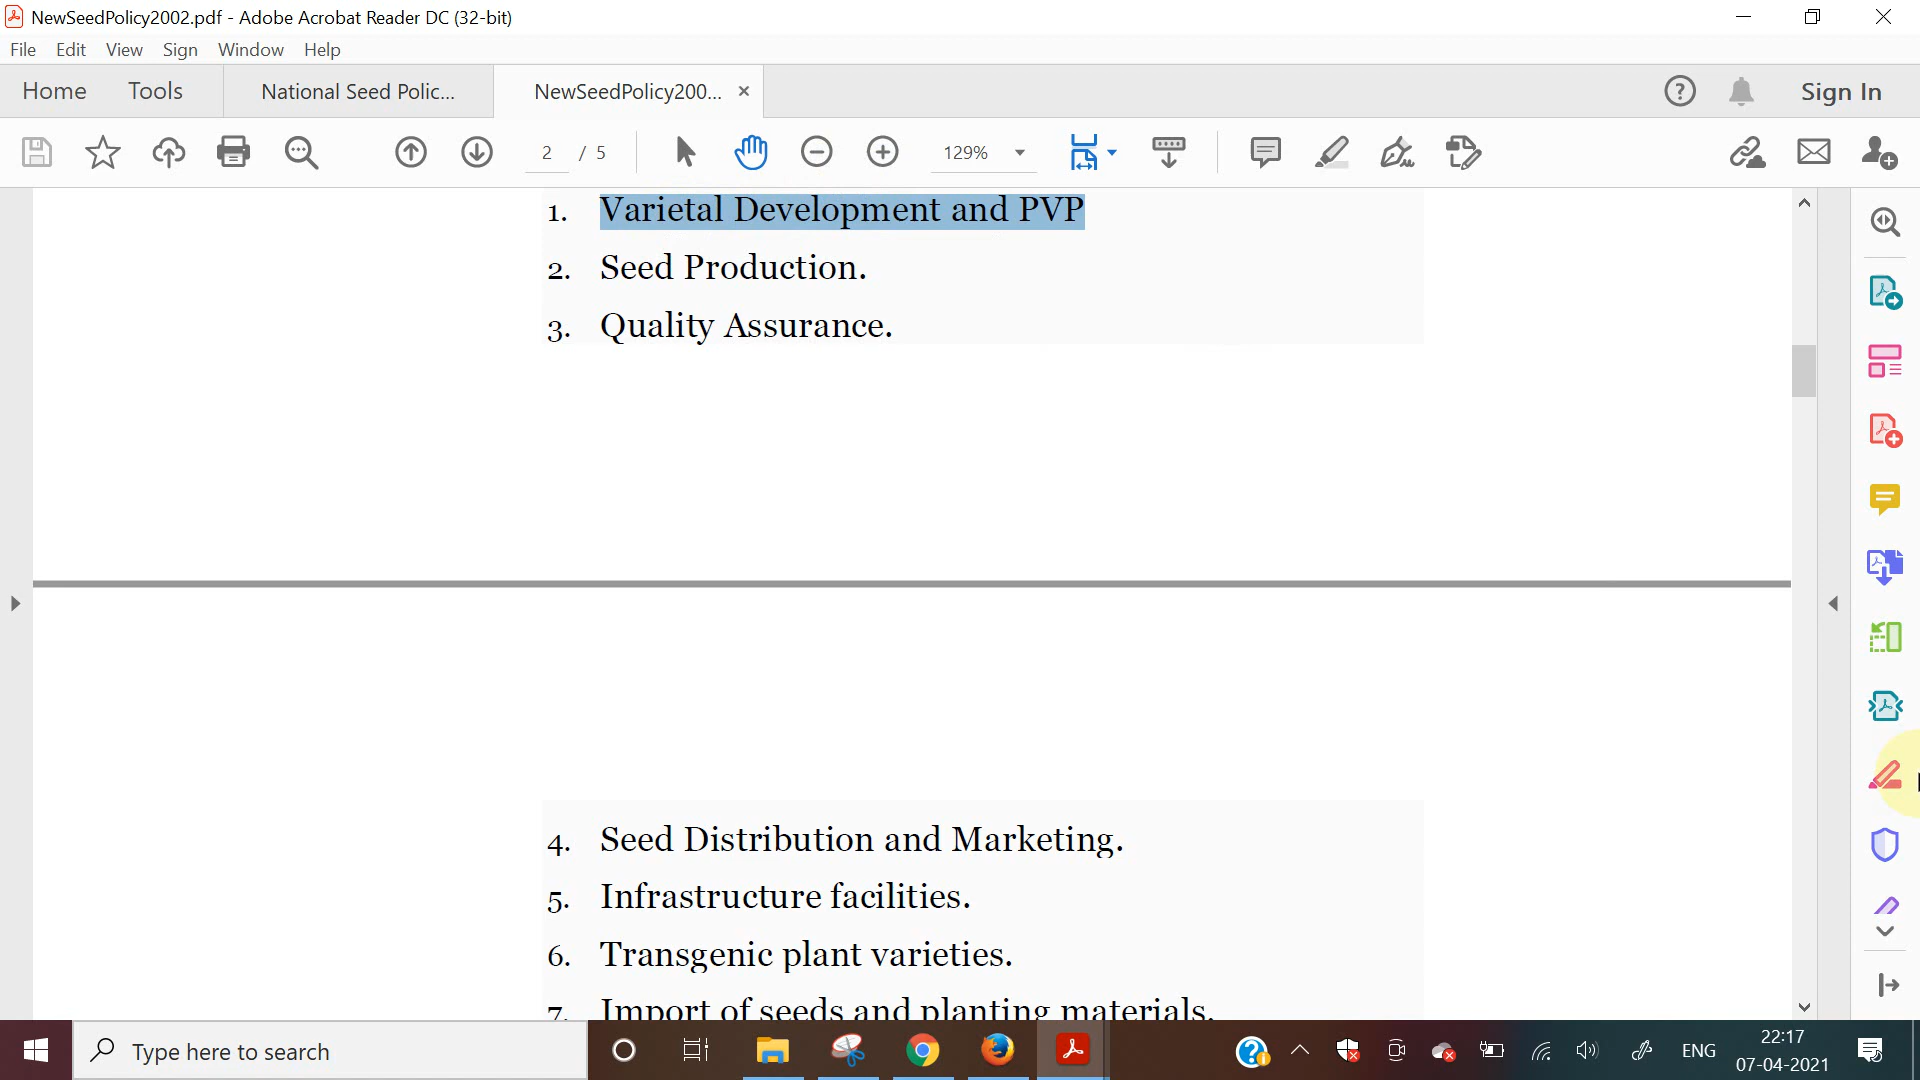 NewSeedPolicy2002.pdf - Adobe Acrobat Reader DC (32-bit)
File Edit View Sign Window Help
Home Tools National Seed Polic... NewSeedPolicy200... × Sign In
2 / 5 129%
1. Varietal Development and PVP
2. Seed Production.
3. Quality Assurance.
4. Seed Distribution and Marketing.
5. Infrastructure facilities.
6. Transgenic plant varieties.
7. Import of seeds and planting materials.
Type here to search
ENG
22:17
07-04-2021